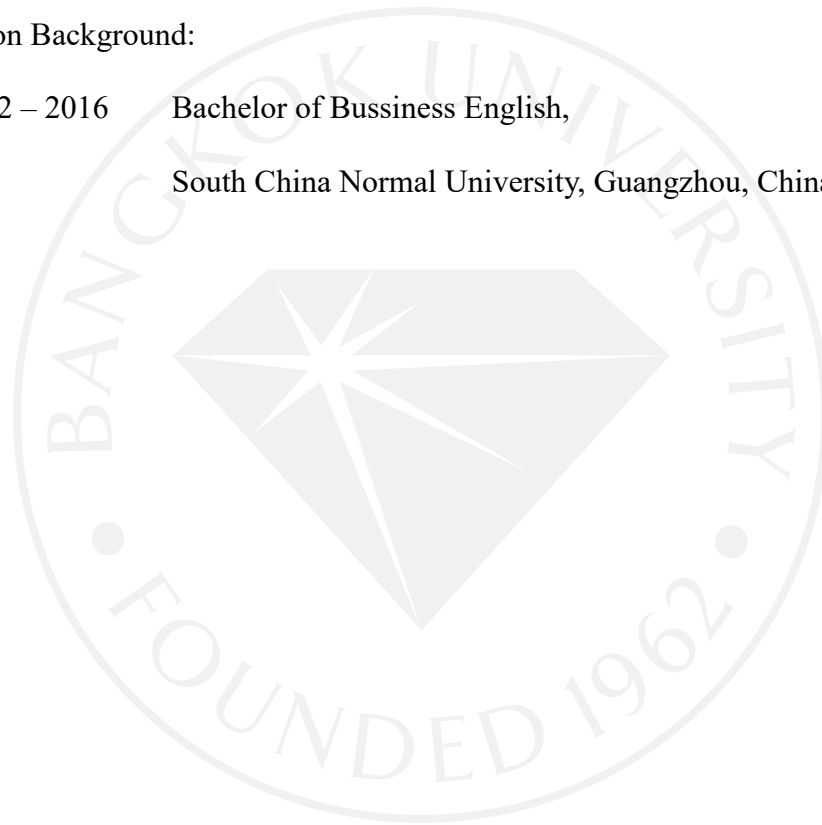 on Background:
2 – 2016 Bachelor of Bussiness English,
South China Normal University, Guangzhou, China
BANGKOK UNIVERSITY
FOUNDED 1962